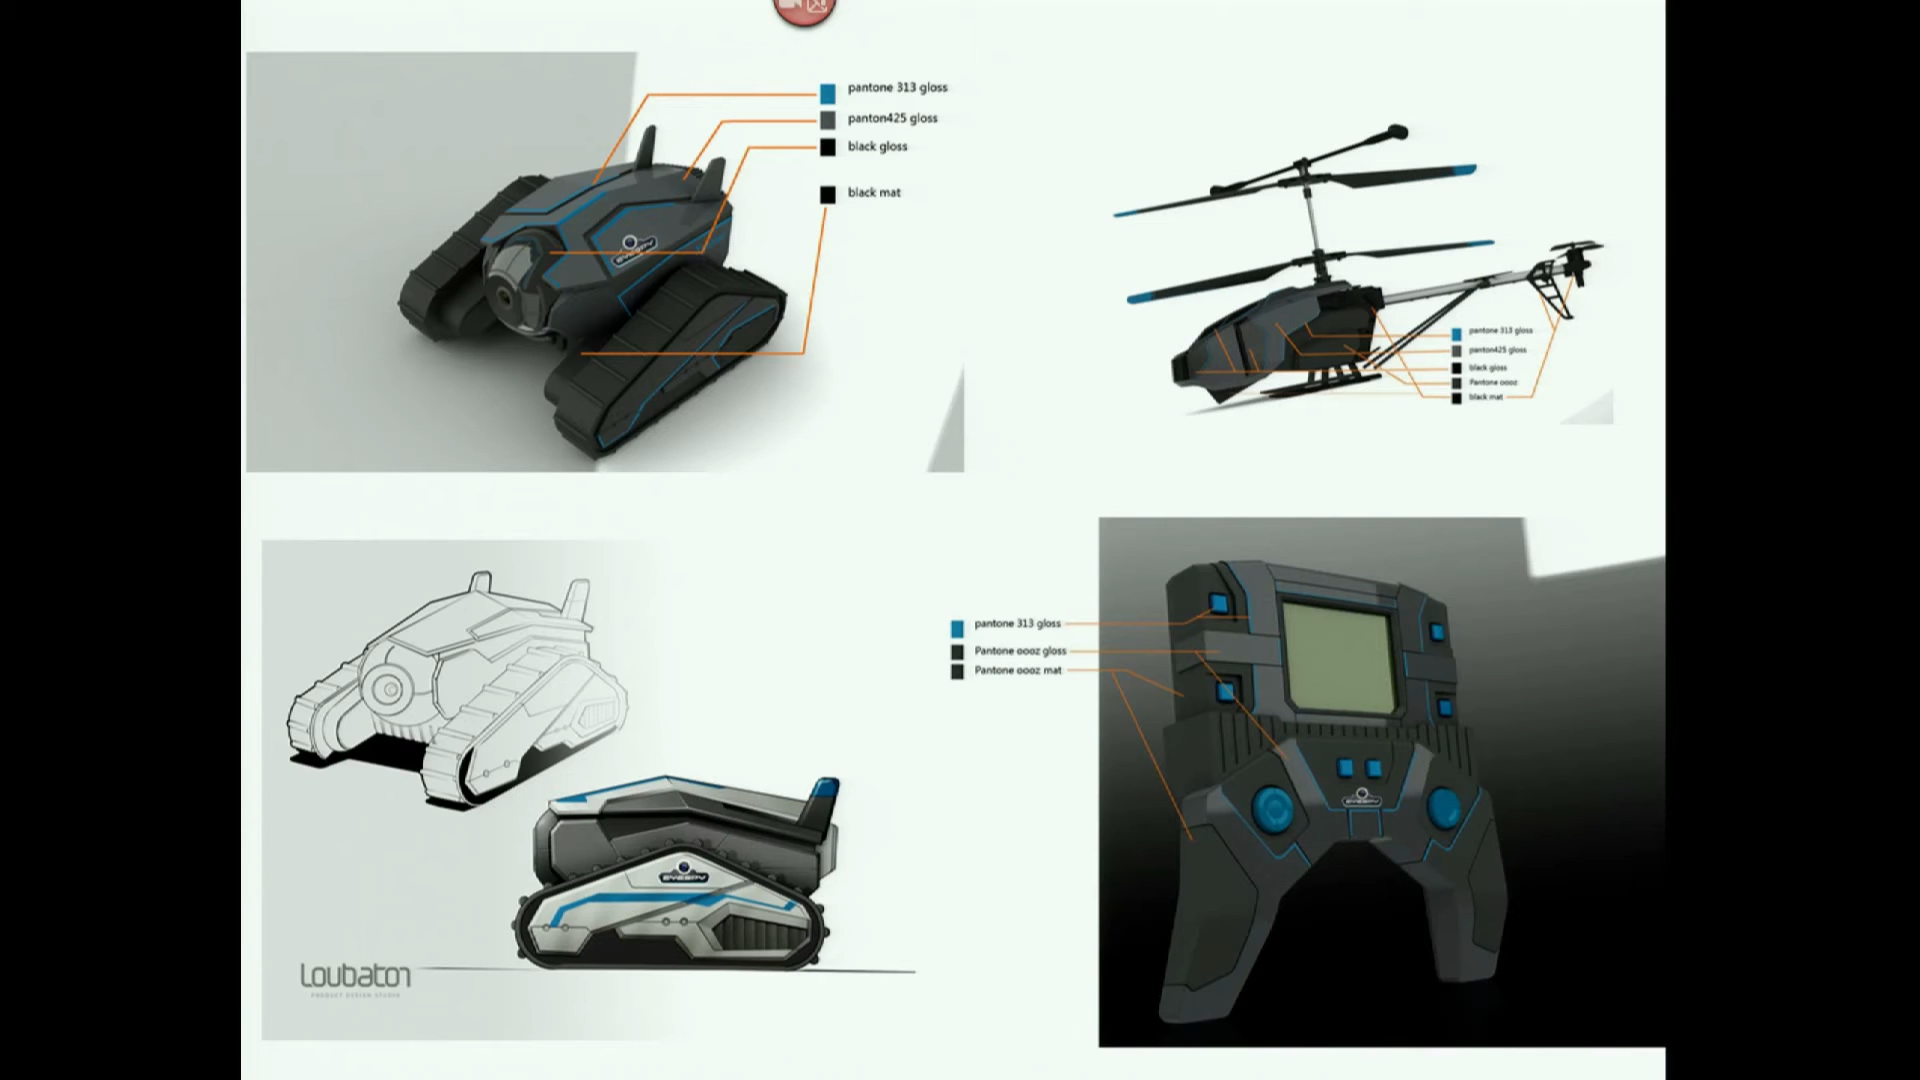 pantone 313 gloss
panton425 gloss
black gloss
black mat
EYESPY
pantone 313 gloss
panton425 gloss
black gloss
Pantone oooz
black mat
pantone 313 gloss
Pantone oooz gloss
Pantone oooz mat
EYESPY
EYESPY
Loubaton
PRODUCT DESIGN STUDIO